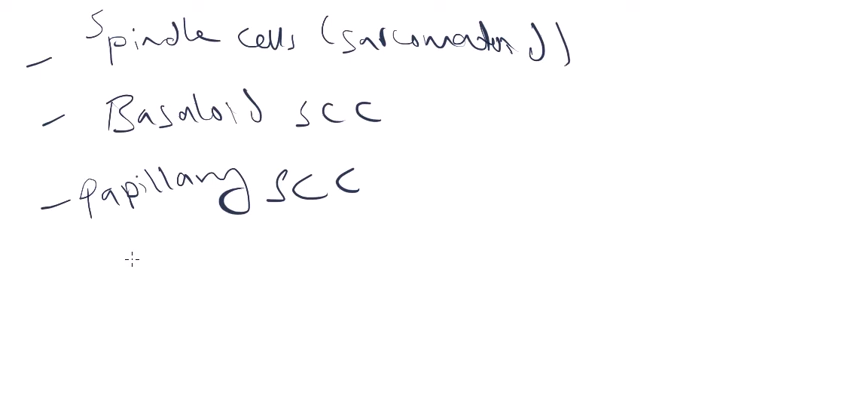 - Spindle cells (sarcomatoid)
- Basaloid SCC
- Papillary SCC